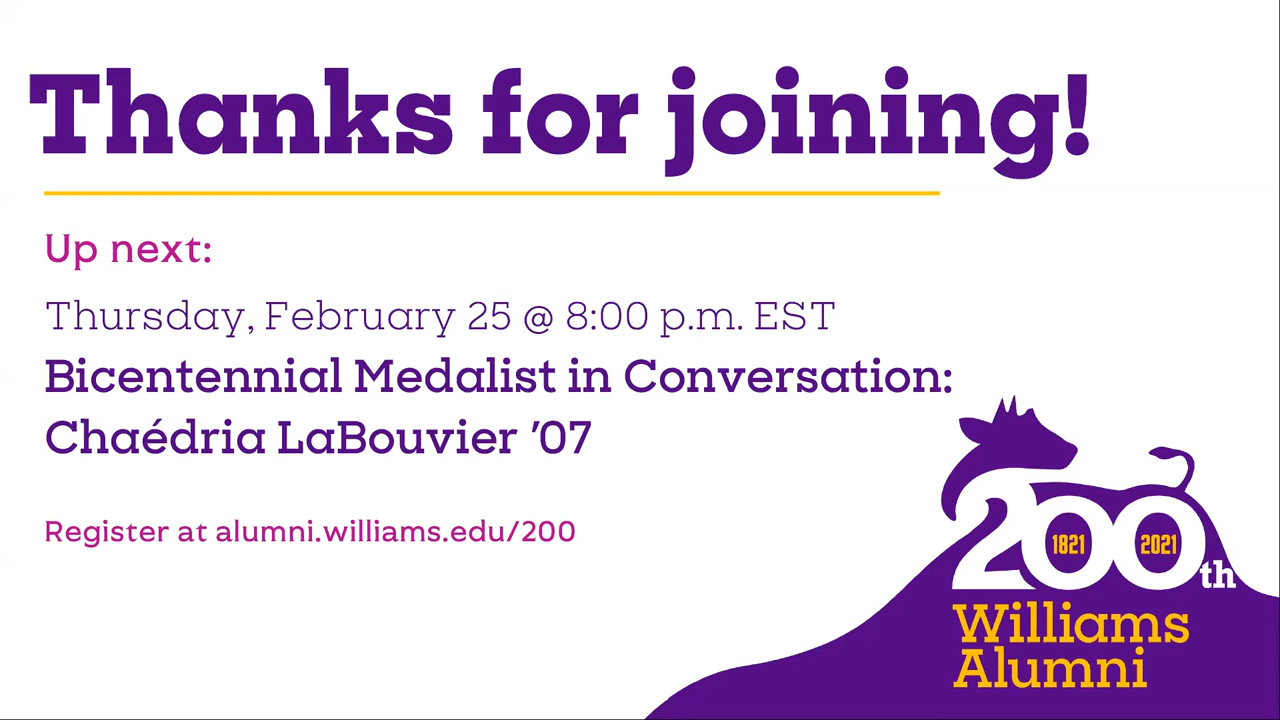 Thanks for joining!
Up next:
Thursday, February 25 @ 8:00 p.m. EST
Bicentennial Medalist in Conversation:
Chaédria LaBouvier ’07
Register at alumni.williams.edu/200
200th
1821 2021
Williams
Alumni